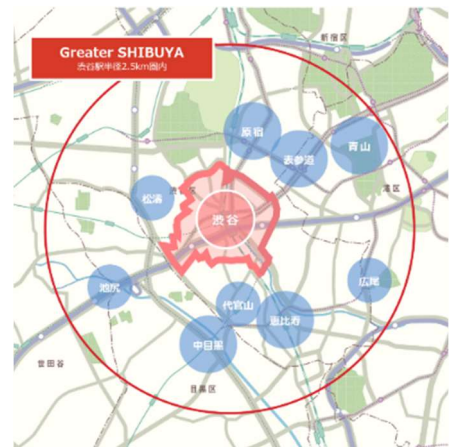 Greater SHIBUYA
渋谷駅半径2.5km圏内
新宿区
原宿
表参道
青山
港区
松濤
渋谷
広尾
池尻
代官山
恵比寿
中目黒
世田谷
目黒区